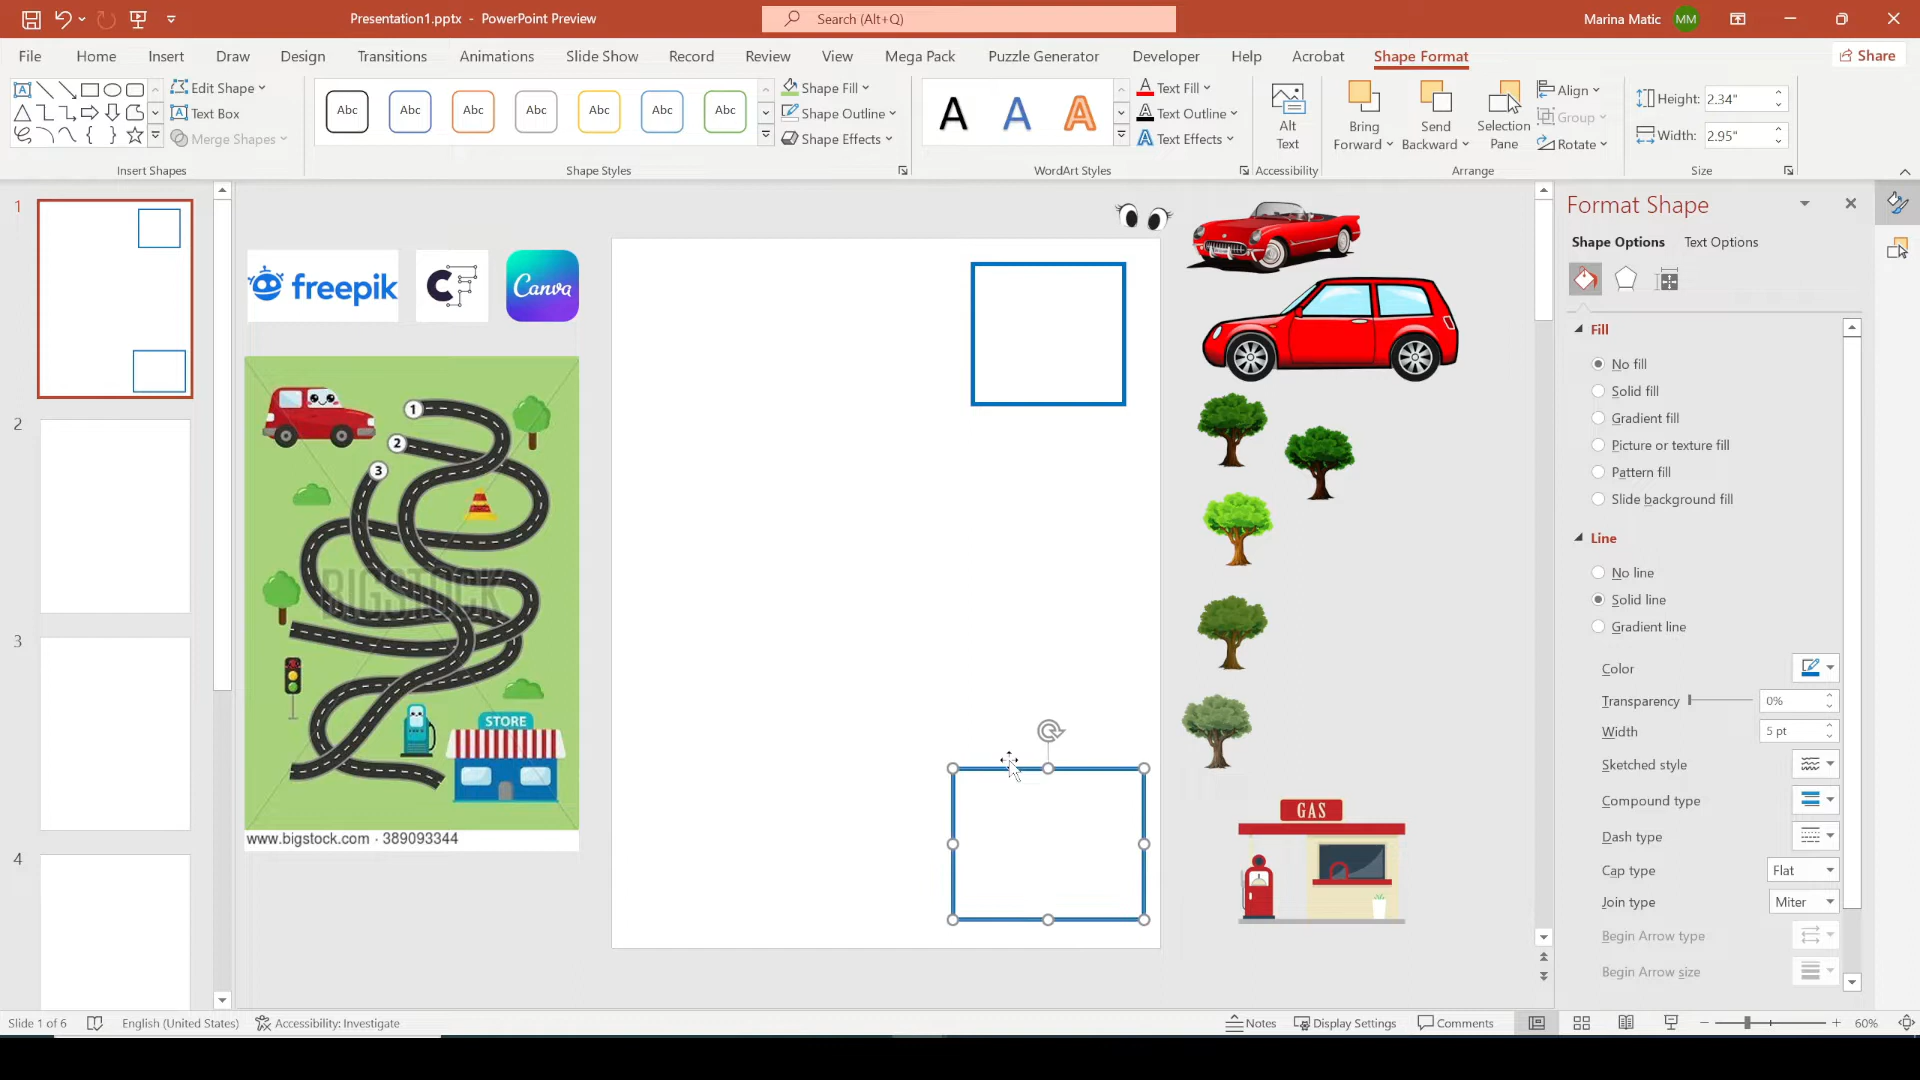 Presentation1.pptx - PowerPoint Preview
Search (Alt+Q)
Marina Matic
MM
File
Home
Insert
Draw
Design
Transitions
Animations
Slide Show
Record
Review
View
Mega Pack
Puzzle Generator
Developer
Help
Acrobat
Shape Format
Share
Edit Shape
Text Box
Merge Shapes
Insert Shapes
Abc
Abc
Abc
Abc
Abc
Abc
Abc
Shape Fill
Shape Outline
Shape Effects
Shape Styles
A
A
A
Text Fill
Text Outline
Text Effects
WordArt Styles
Alt
Text
Accessibility
Bring
Forward
Send
Backward
Selection
Pane
Align
Group
Rotate
Arrange
Height:
2.34"
Width:
2.95"
Size
1
2
3
4
freepik
CF
Canva
1
2
3
BIGSTOCK
STORE
www.bigstock.com · 389093344
GAS
Format Shape
Shape Options
Text Options
Fill
No fill
Solid fill
Gradient fill
Picture or texture fill
Pattern fill
Slide background fill
Line
No line
Solid line
Gradient line
Color
Transparency
0%
Width
5 pt
Sketched style
Compound type
Dash type
Cap type
Flat
Join type
Miter
Begin Arrow type
Begin Arrow size
Slide 1 of 6
English (United States)
Accessibility: Investigate
Notes
Display Settings
Comments
60%